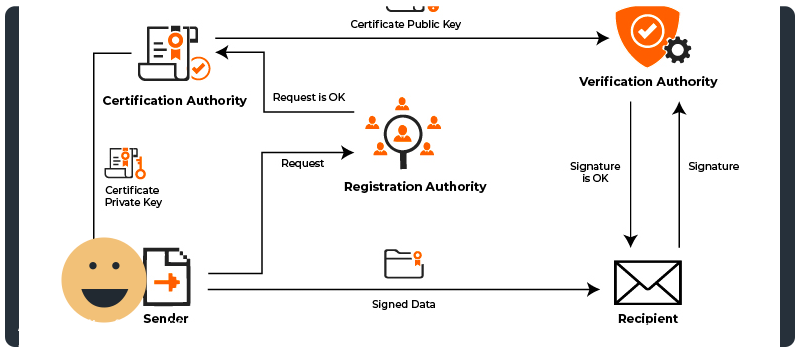 Certificate Public Key
Certification Authority
Verification Authority
Request is OK
Request
Registration Authority
Certificate
Private Key
Signature
is OK
Signature
Signed Data
Sender
Recipient